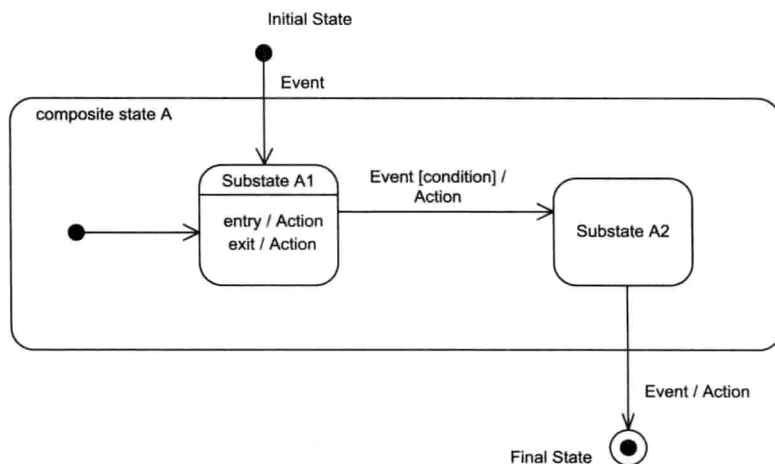 Initial State
Event
composite state A
Substate A1
entry / Action
exit / Action
Event [condition] /
Action
Substate A2
Event / Action
Final State